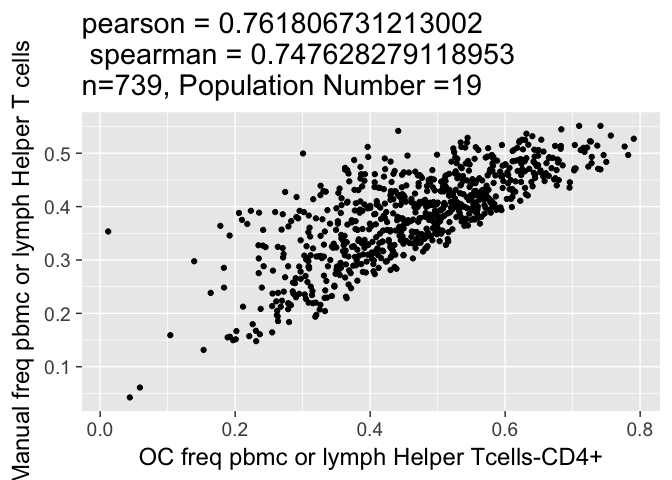 pearson = 0.761806731213002
spearman = 0.747628279118953
n=739, Population Number =19
Manual freq pbmc or lymph Helper T cells
0.5
0.4
0.3
0.2
0.1
0.0 0.2 0.4 0.6 0.8
OC freq pbmc or lymph Helper Tcells-CD4+